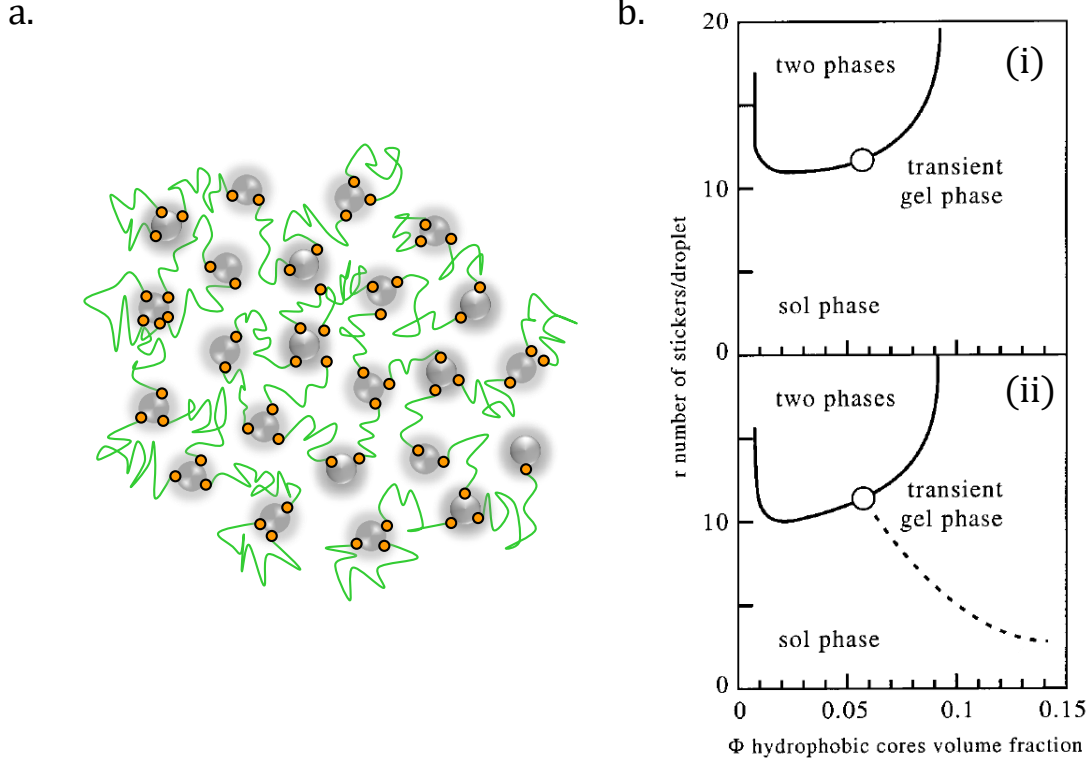 a.
b.
20
10
0
r number of stickers/droplet
two phases
(i)
transient
gel phase
sol phase
10
0
two phases
(ii)
transient
gel phase
sol phase
0
0.05
0.1
0.15
Φ hydrophobic cores volume fraction